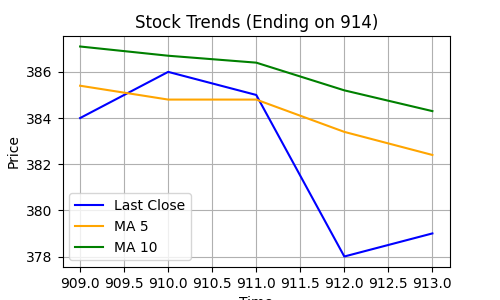 Stock Trends (Ending on 914)
Price
386
384
382
380
378
Last Close
MA 5
MA 10
909.0 909.5 910.0 910.5 911.0 911.5 912.0 912.5 913.0
Time